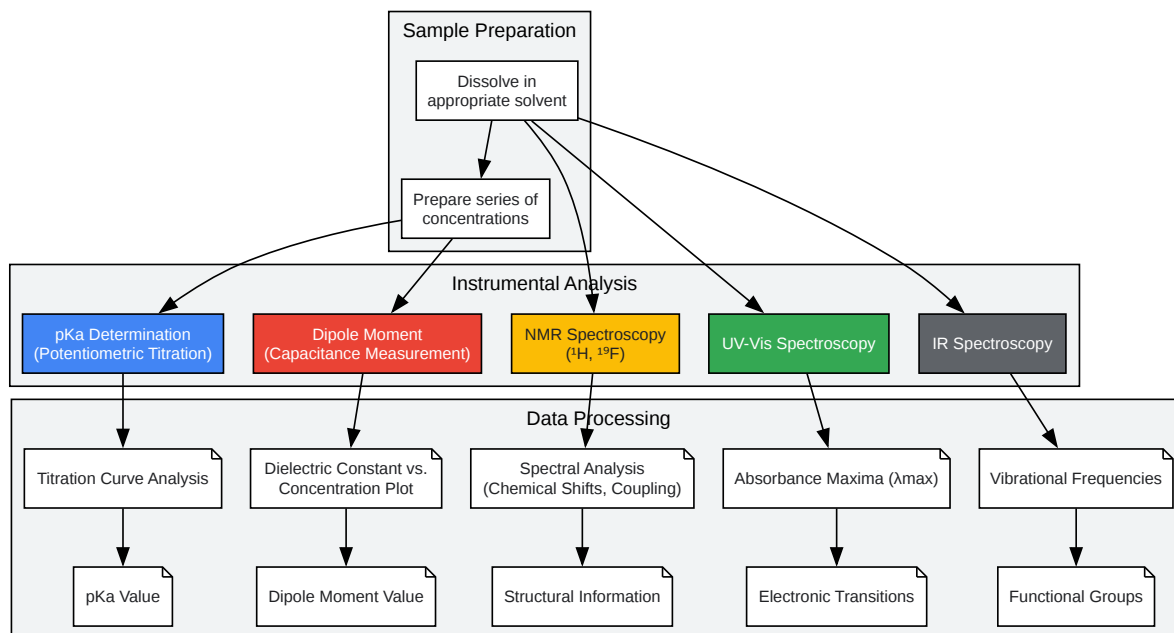 Sample Preparation
Dissolve in
appropriate solvent
Prepare series of
concentrations
Instrumental Analysis
pKa Determination
(Potentiometric Titration)
Dipole Moment
(Capacitance Measurement)
NMR Spectroscopy
(¹H, ¹⁹F)
UV-Vis Spectroscopy
IR Spectroscopy
Data Processing
Titration Curve Analysis
Dielectric Constant vs.
Concentration Plot
Spectral Analysis
(Chemical Shifts, Coupling)
Absorbance Maxima (λmax)
Vibrational Frequencies
pKa Value
Dipole Moment Value
Structural Information
Electronic Transitions
Functional Groups